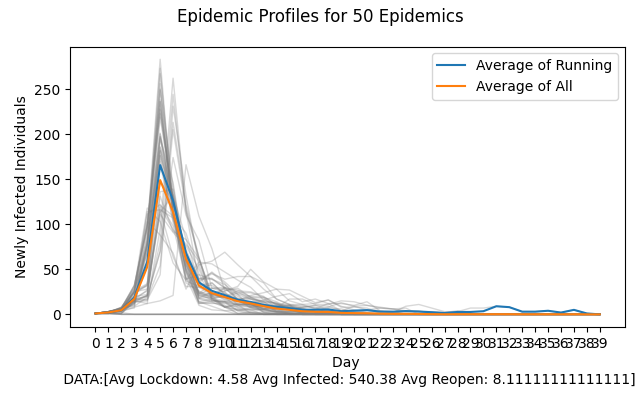 Epidemic Profiles for 50 Epidemics
Average of Running
Average of All
Newly Infected Individuals
250
200
150
100
50
0
0 1 2 3 4 5 6 7 8 9 10 11 12 13 14 15 16 17 18 19 20 21 22 23 24 25 26 27 28 29 30 31 32 33 34 35 36 37 38 39
Day
DATA:[Avg Lockdown: 4.58 Avg Infected: 540.38 Avg Reopen: 8.11111111111111]